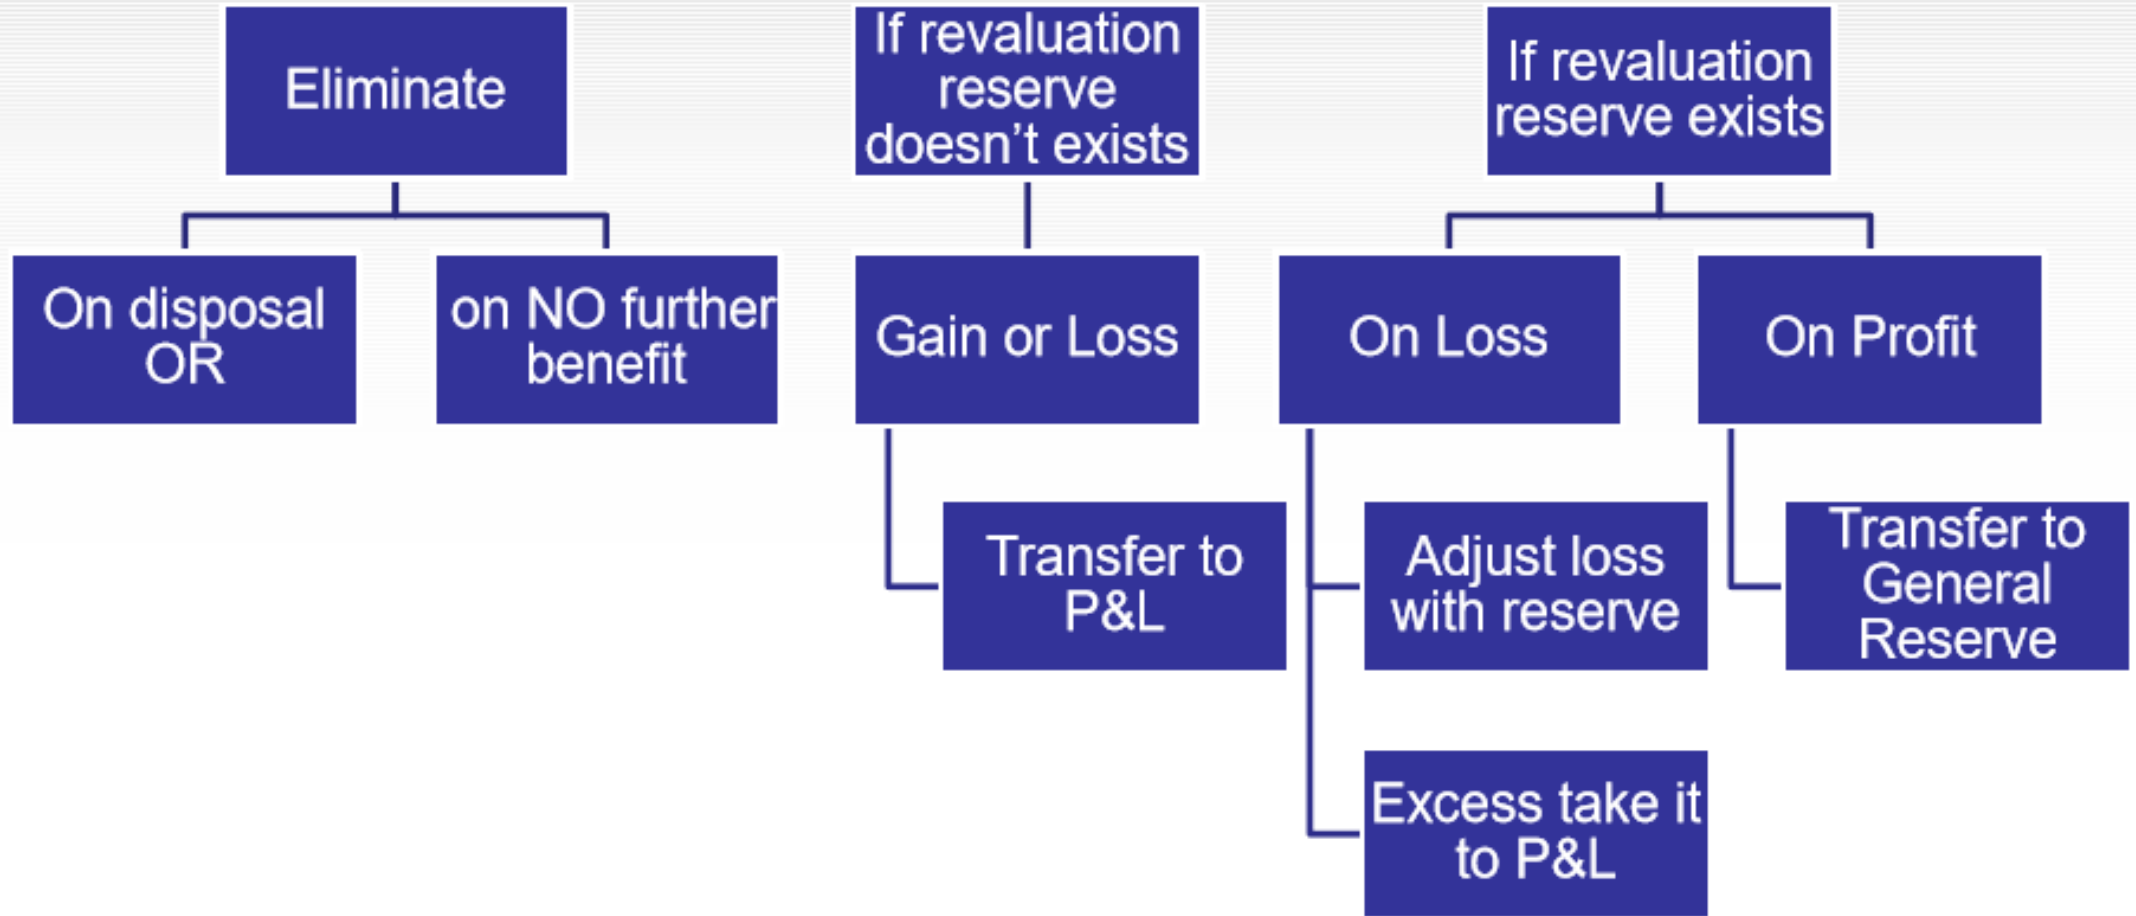 Eliminate
If revaluation
reserve
doesn’t exists
If revaluation
reserve exists
On disposal
OR
on NO further
benefit
Gain or Loss
On Loss
On Profit
Transfer to
P&L
Adjust loss
with reserve
Transfer to
General
Reserve
Excess take it
to P&L